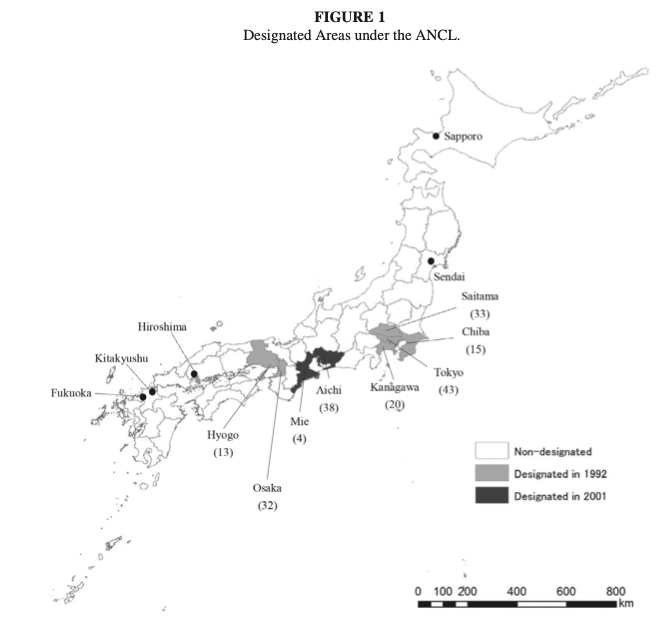 FIGURE 1
Designated Areas under the ANCL.
Sapporo
Sendai
Saitama
(33)
Chiba
(15)
Tokyo
(43)
Kanagawa
(20)
Hiroshima
Kitakyushu
Fukuoka
Aichi
(38)
Mie
(4)
Hyogo
(13)
Osaka
(32)
Non-designated
Designated in 1992
Designated in 2001
0 100 200 400 600 800
km